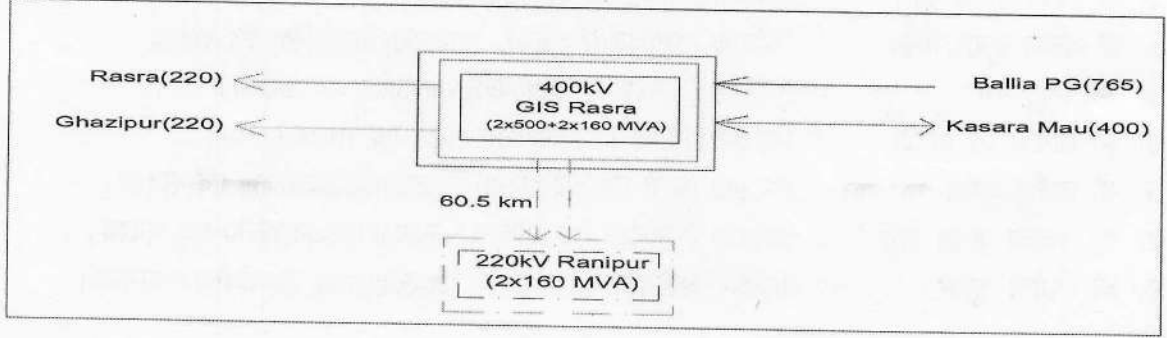 Rasra(220)
Ghazipur(220)
400kV
GIS Rasra
(2x500+2x160 MVA)
Ballia PG(765)
Kasara Mau(400)
60.5 km
220kV Ranipur
(2x160 MVA)